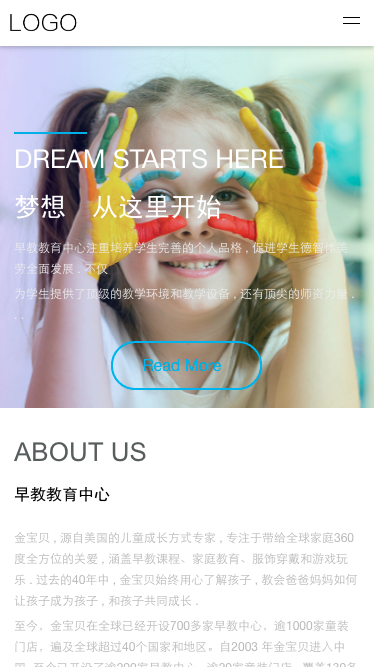 LOGO
DREAM STARTS HERE
梦想 从这里开始
早教教育中心注重培养学生完善的个人品格 , 促进学生德智体美
劳全面发展 . 不仅
为学生提供了顶级的教学环境和教学设备 , 还有顶尖的师资力量 .
. .
Read More
ABOUT US
早教教育中心
金宝贝 , 源自美国的儿童成长方式专家 , 专注于带给全球家庭360
度全方位的关爱 , 涵盖早教课程、家庭教育、服饰穿戴和游戏玩
乐 . 过去的40年中 , 金宝贝始终用心了解孩子 , 教会爸爸妈妈如何
让孩子成为孩子 , 和孩子共同成长 .
至今，金宝贝在全球已经开设700多家早教中心，逾1000家童装
门店，遍及全球超过40个国家和地区。自2003 年金宝贝进入中
国,至今已开设了逾200家早教中心，逾30家童装门店，覆盖130多